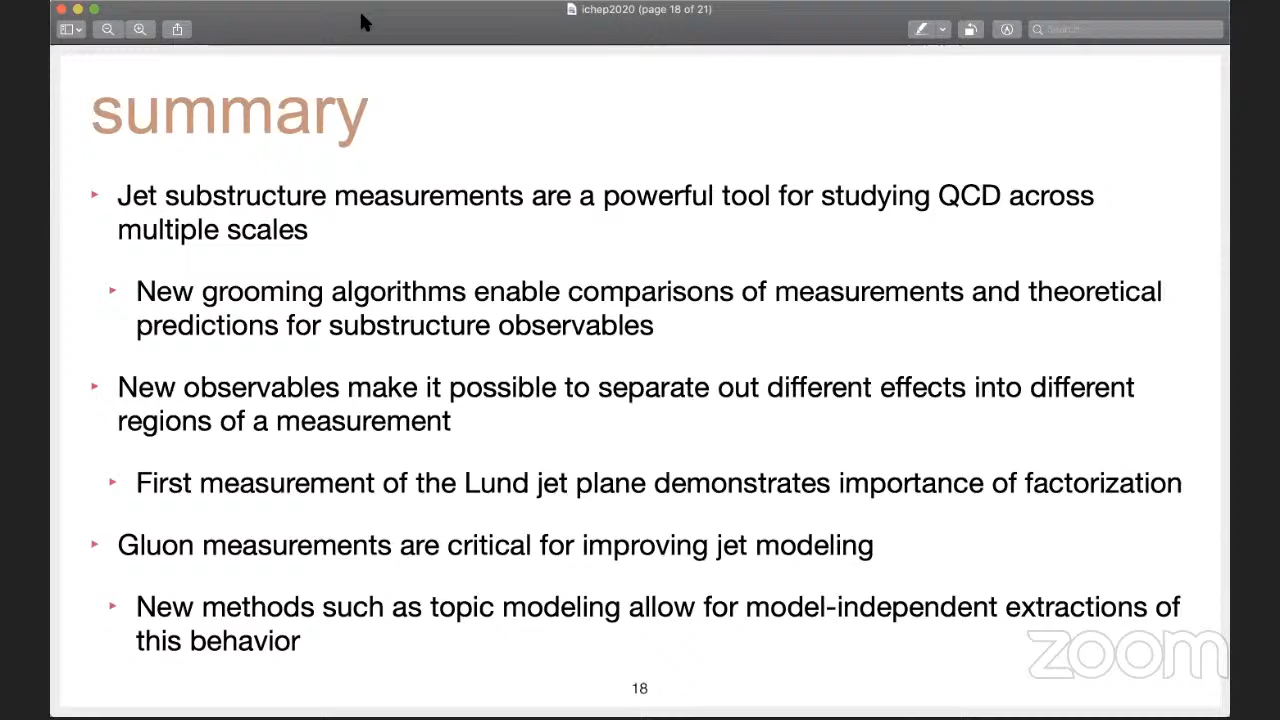 ichep2020 (page 18 of 21)
Search
summary
‣ Jet substructure measurements are a powerful tool for studying QCD across
multiple scales
‣ New grooming algorithms enable comparisons of measurements and theoretical
predictions for substructure observables
‣ New observables make it possible to separate out different effects into different
regions of a measurement
‣ First measurement of the Lund jet plane demonstrates importance of factorization
‣ Gluon measurements are critical for improving jet modeling
‣ New methods such as topic modeling allow for model-independent extractions of
this behavior
zoom
18